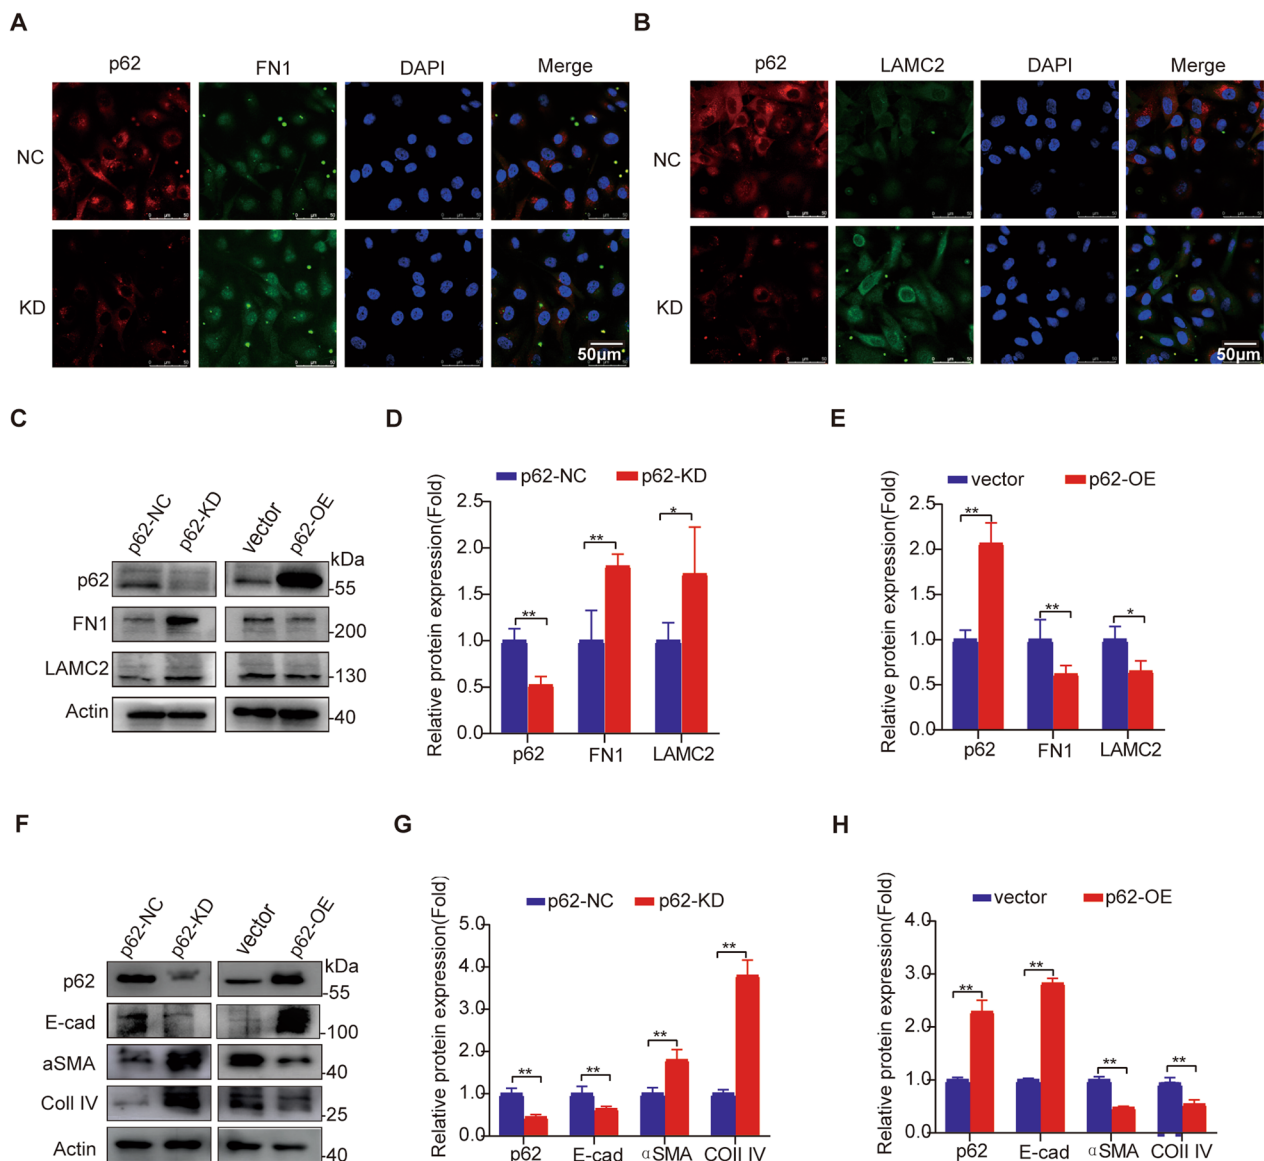 A
B
p62 FN1 DAPI Merge
p62 LAMC2 DAPI Merge
NC
NC
KD
KD
50µm
50µm
C
D
E
p62-NC p62-KD vector p62-OE
kDa
p62
-55
FN1
-200
LAMC2
-130
Actin
-40
p62-NC p62-KD
Relative protein expression(Fold)
2.5
2.0
1.5
1.0
0.5
0.0
** ** *
p62 FN1 LAMC2
vector p62-OE
Relative protein expression(Fold)
2.5
2.0
1.5
1.0
0.5
0.0
** ** *
p62 FN1 LAMC2
F
G
H
p62-NC p62-KD vector p62-OE
kDa
p62
-55
E-cad
-100
aSMA
-40
Coll IV
-25
Actin
-40
p62-NC p62-KD
Relative protein expression(Fold)
5.0
4.0
3.0
2.0
1.0
0.0
** ** ** **
p62 E-cad αSMA COll IV
vector p62-OE
Relative protein expression(Fold)
4.0
3.0
2.0
1.0
0.0
** ** ** **
p62 E-cad αSMA COll IV